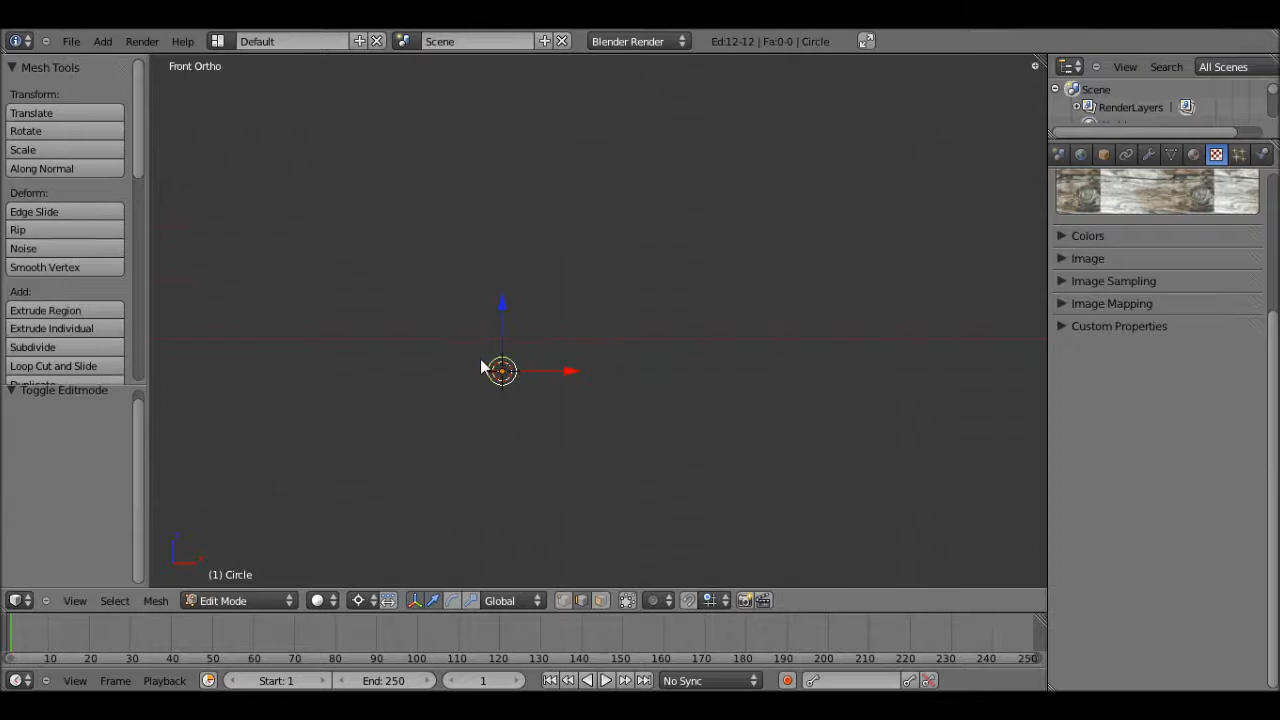 File Add Render Help Default Scene Blender Render Ed:12-12 | Fa:0-0 | Circle
Mesh Tools
Transform:
Translate
Rotate
Scale
Along Normal
Deform:
Edge Slide
Rip
Noise
Smooth Vertex
Add:
Extrude Region
Extrude Individual
Subdivide
Loop Cut and Slide
Toggle Editmode
Front Ortho
(1) Circle
View Search All Scenes
Scene
RenderLayers
Colors
Image
Image Sampling
Image Mapping
Custom Properties
View Select Mesh Edit Mode Global
10 20 30 40 50 60 70 80 90 100 110 120 130 140 150 160 170 180 190 200 210 220 230 240 250
View Frame Playback Start: 1 End: 250 1 No Sync